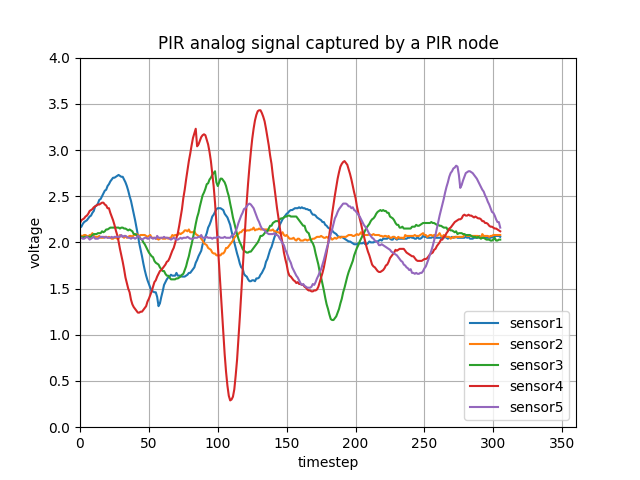 PIR analog signal captured by a PIR node
voltage
4.0
3.5
3.0
2.5
2.0
1.5
1.0
0.5
0.0
0 50 100 150 200 250 300 350
timestep
sensor1
sensor2
sensor3
sensor4
sensor5